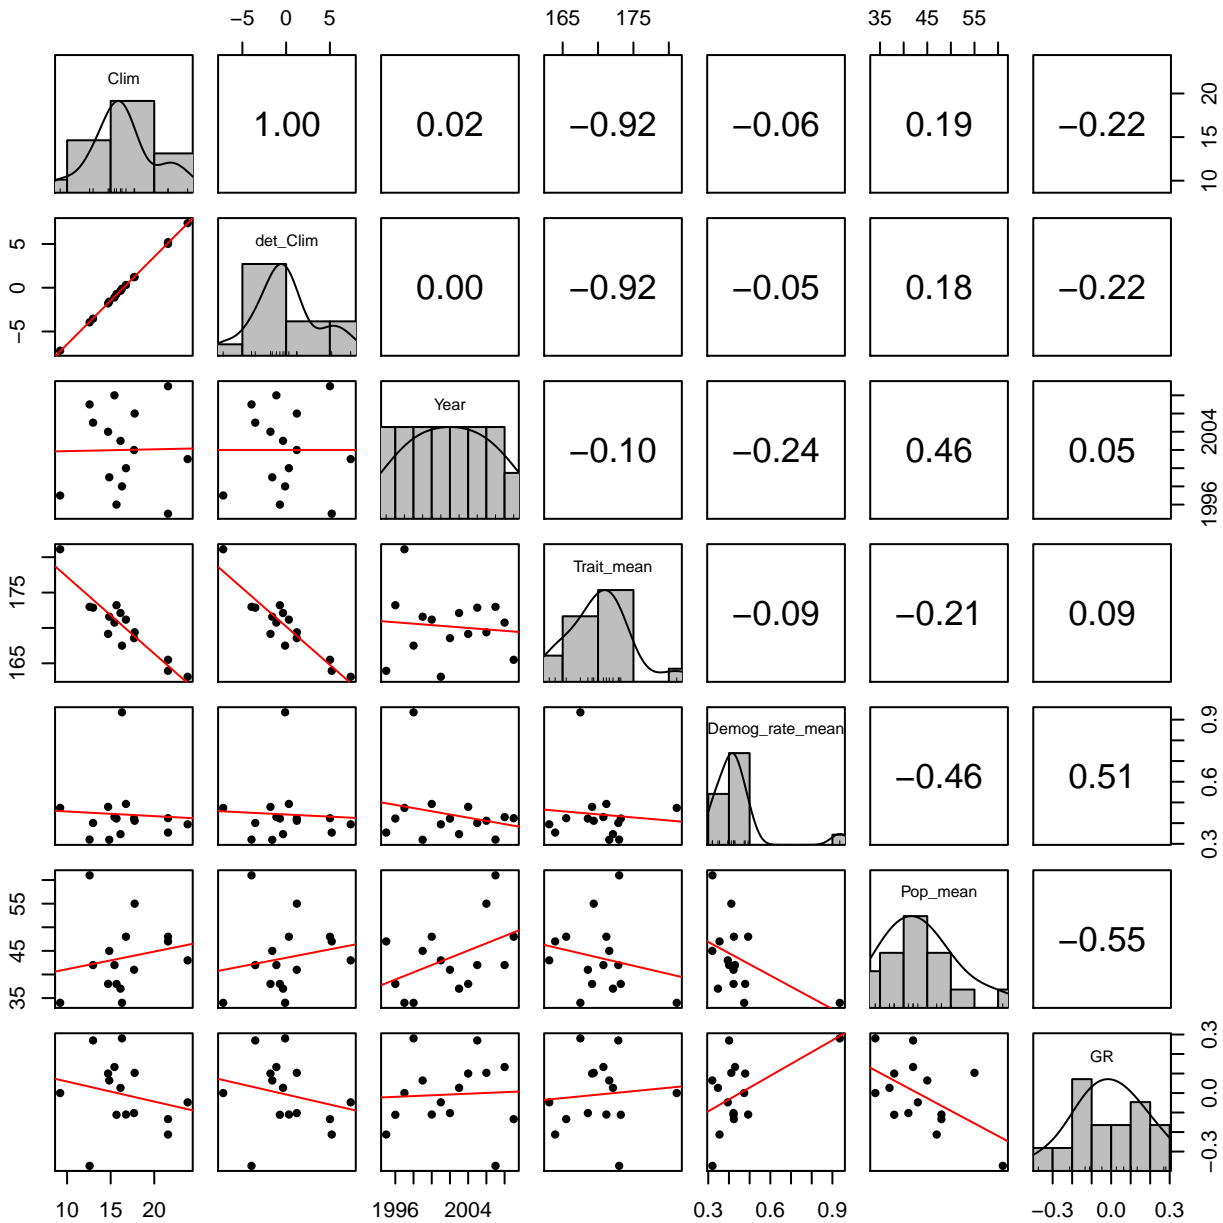 −5 0 5 165 175 35 45 55
Clim
1.00 0.02 −0.92 −0.06 0.19 −0.22
10 15 20
det_Clim
−5 0 5
0.00 −0.92 −0.05 0.18 −0.22
Year
−0.10 −0.24 0.46 0.05
1996 2004
Trait_mean
165 175
−0.09 −0.21 0.09
Demog_rate_mean
−0.46 0.51
0.3 0.6 0.9
Pop_mean
35 45 55
−0.55
GR
−0.3 0.0 0.3
10 15 20 1996 2004 0.3 0.6 0.9 −0.3 0.0 0.3